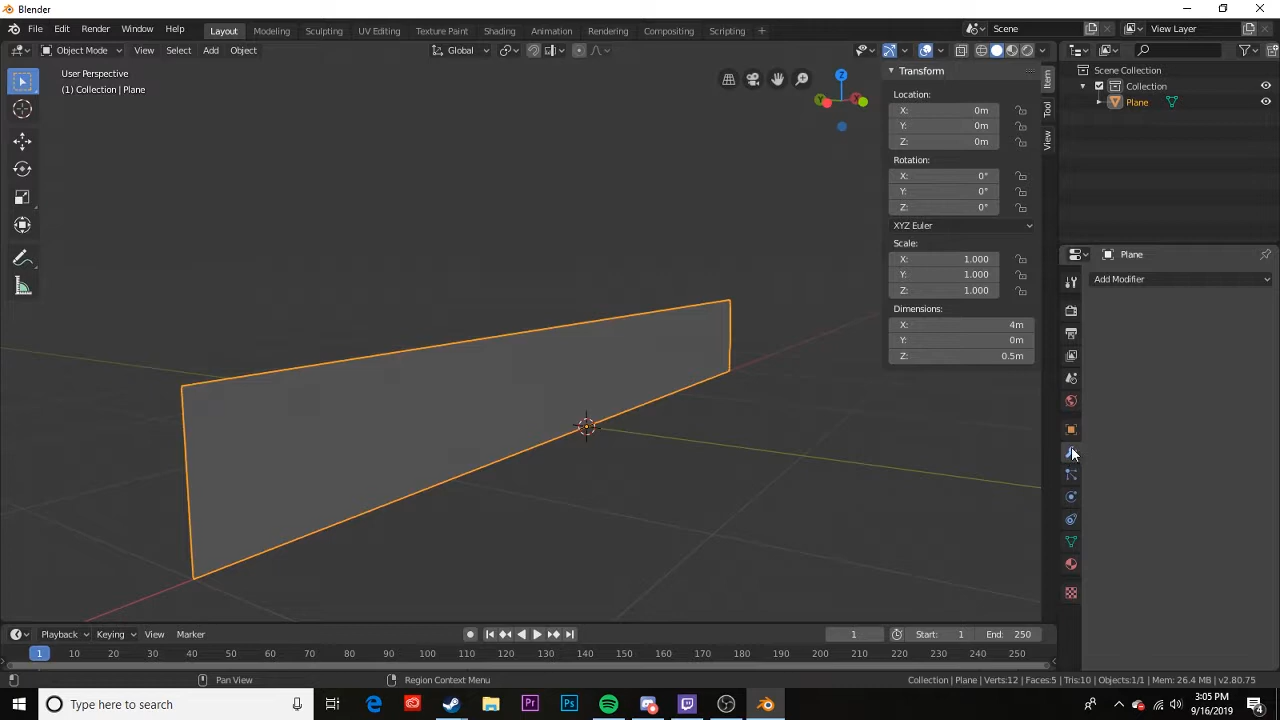 Blender
File Edit Render Window Help
Layout Modeling Sculpting UV Editing Texture Paint Shading Animation Rendering Compositing Scripting +
Scene
View Layer
Object Mode View Select Add Object
Global
User Perspective
(1) Collection | Plane
Z
Y
X
Transform
Location:
X: 0m
Y: 0m
Z: 0m
Rotation:
X: 0°
Y: 0°
Z: 0°
XYZ Euler
Scale:
X: 1.000
Y: 1.000
Z: 1.000
Dimensions:
X: 4m
Y: 0m
Z: 0.5m
Item
Tool
View
Scene Collection
Collection
Plane
Plane
Add Modifier
Playback Keying View Marker
1
Start: 1
End: 250
1 10 20 30 40 50 60 70 80 90 100 110 120 130 140 150 160 170 180 190 200 210 220 230 240 250
Pan View
Region Context Menu
Collection | Plane | Verts:12 | Faces:5 | Tris:10 | Objects:1/1 | Mem: 26.4 MB | v2.80.75
Type here to search
Pr
Ps
3:05 PM
9/16/2019
4